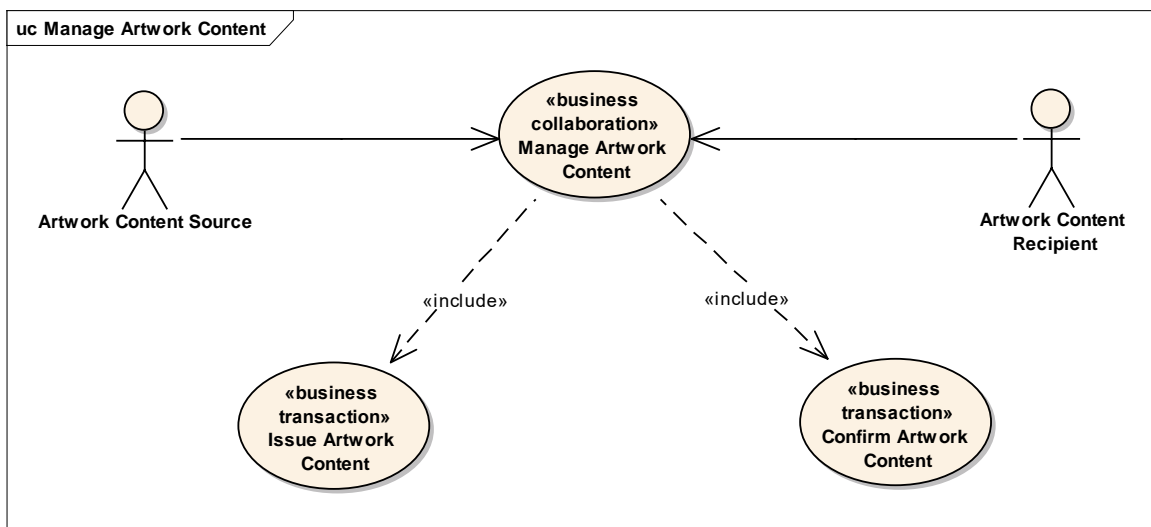 uc Manage Artwork Content
«business
collaboration»
Manage Artwork
Content
Artwork Content Source
Artwork Content
Recipient
«include»
«include»
«business
transaction»
Issue Artwork
Content
«business
transaction»
Confirm Artwork
Content